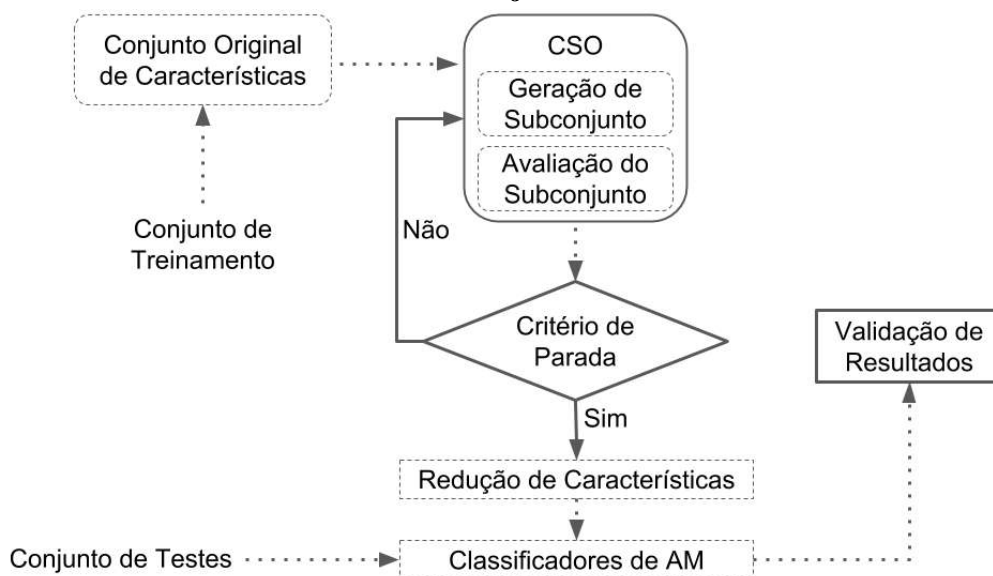 Conjunto Original
de Características
CSO
Geração de
Subconjunto
Avaliação do
Subconjunto
Conjunto de
Treinamento
Não
Critério de
Parada
Validação de
Resultados
Sim
Redução de Características
Conjunto de Testes
Classificadores de AM